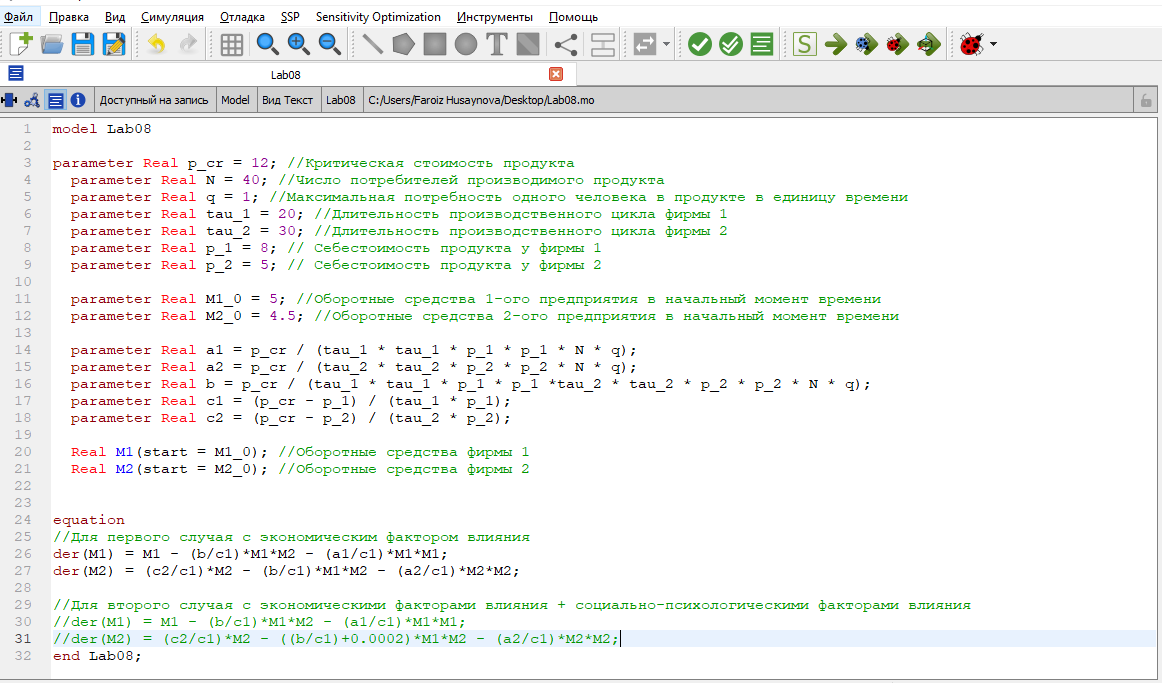 Файл Правка Вид Симуляция Отладка SSP Sensitivity Optimization Инструменты Помощь
S
Lab08
Доступный на запись Model Вид Текст Lab08 C:/Users/Faroiz Husaynova/Desktop/Lab08.mo
1 model Lab08
2
3 parameter Real p_cr = 12; //Критическая стоимость продукта
4 parameter Real N = 40; //Число потребителей производимого продукта
5 parameter Real q = 1; //Максимальная потребность одного человека в продукте в единицу времени
6 parameter Real tau_1 = 20; //Длительность производственного цикла фирмы 1
7 parameter Real tau_2 = 30; //Длительность производственного цикла фирмы 2
8 parameter Real p_1 = 8; // Себестоимость продукта у фирмы 1
9 parameter Real p_2 = 5; // Себестоимость продукта у фирмы 2
10
11 parameter Real M1_0 = 5; //Оборотные средства 1-ого предприятия в начальный момент времени
12 parameter Real M2_0 = 4.5; //Оборотные средства 2-ого предприятия в начальный момент времени
13
14 parameter Real a1 = p_cr / (tau_1 * tau_1 * p_1 * p_1 * N * q);
15 parameter Real a2 = p_cr / (tau_2 * tau_2 * p_2 * p_2 * N * q);
16 parameter Real b = p_cr / (tau_1 * tau_1 * p_1 * p_1 *tau_2 * tau_2 * p_2 * p_2 * N * q);
17 parameter Real c1 = (p_cr - p_1) / (tau_1 * p_1);
18 parameter Real c2 = (p_cr - p_2) / (tau_2 * p_2);
19
20 Real M1(start = M1_0); //Оборотные средства фирмы 1
21 Real M2(start = M2_0); //Оборотные средства фирмы 2
22
23
24 equation
25 //Для первого случая с экономическим фактором влияния
26 der(M1) = M1 - (b/c1)*M1*M2 - (a1/c1)*M1*M1;
27 der(M2) = (c2/c1)*M2 - (b/c1)*M1*M2 - (a2/c1)*M2*M2;
28
29 //Для второго случая с экономическими факторами влияния + социально-психологическими факторами влияния
30 //der(M1) = M1 - (b/c1)*M1*M2 - (a1/c1)*M1*M1;
31 //der(M2) = (c2/c1)*M2 - ((b/c1)+0.0002)*M1*M2 - (a2/c1)*M2*M2;
32 end Lab08;